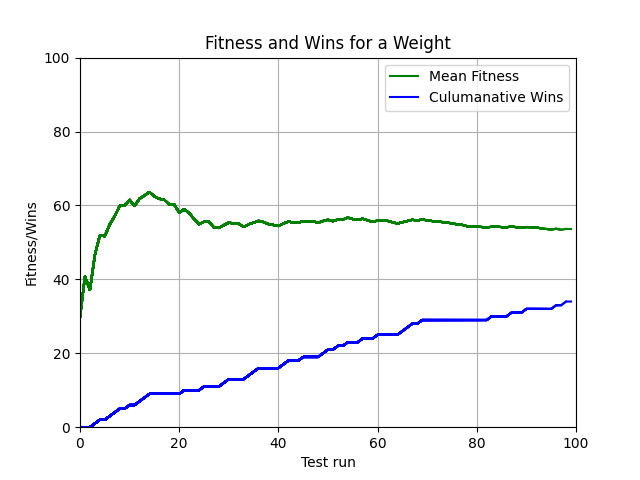 Fitness and Wins for a Weight
Mean Fitness
Culumanative Wins
Fitness/Wins
100
80
60
40
20
0
0 20 40 60 80 100
Test run